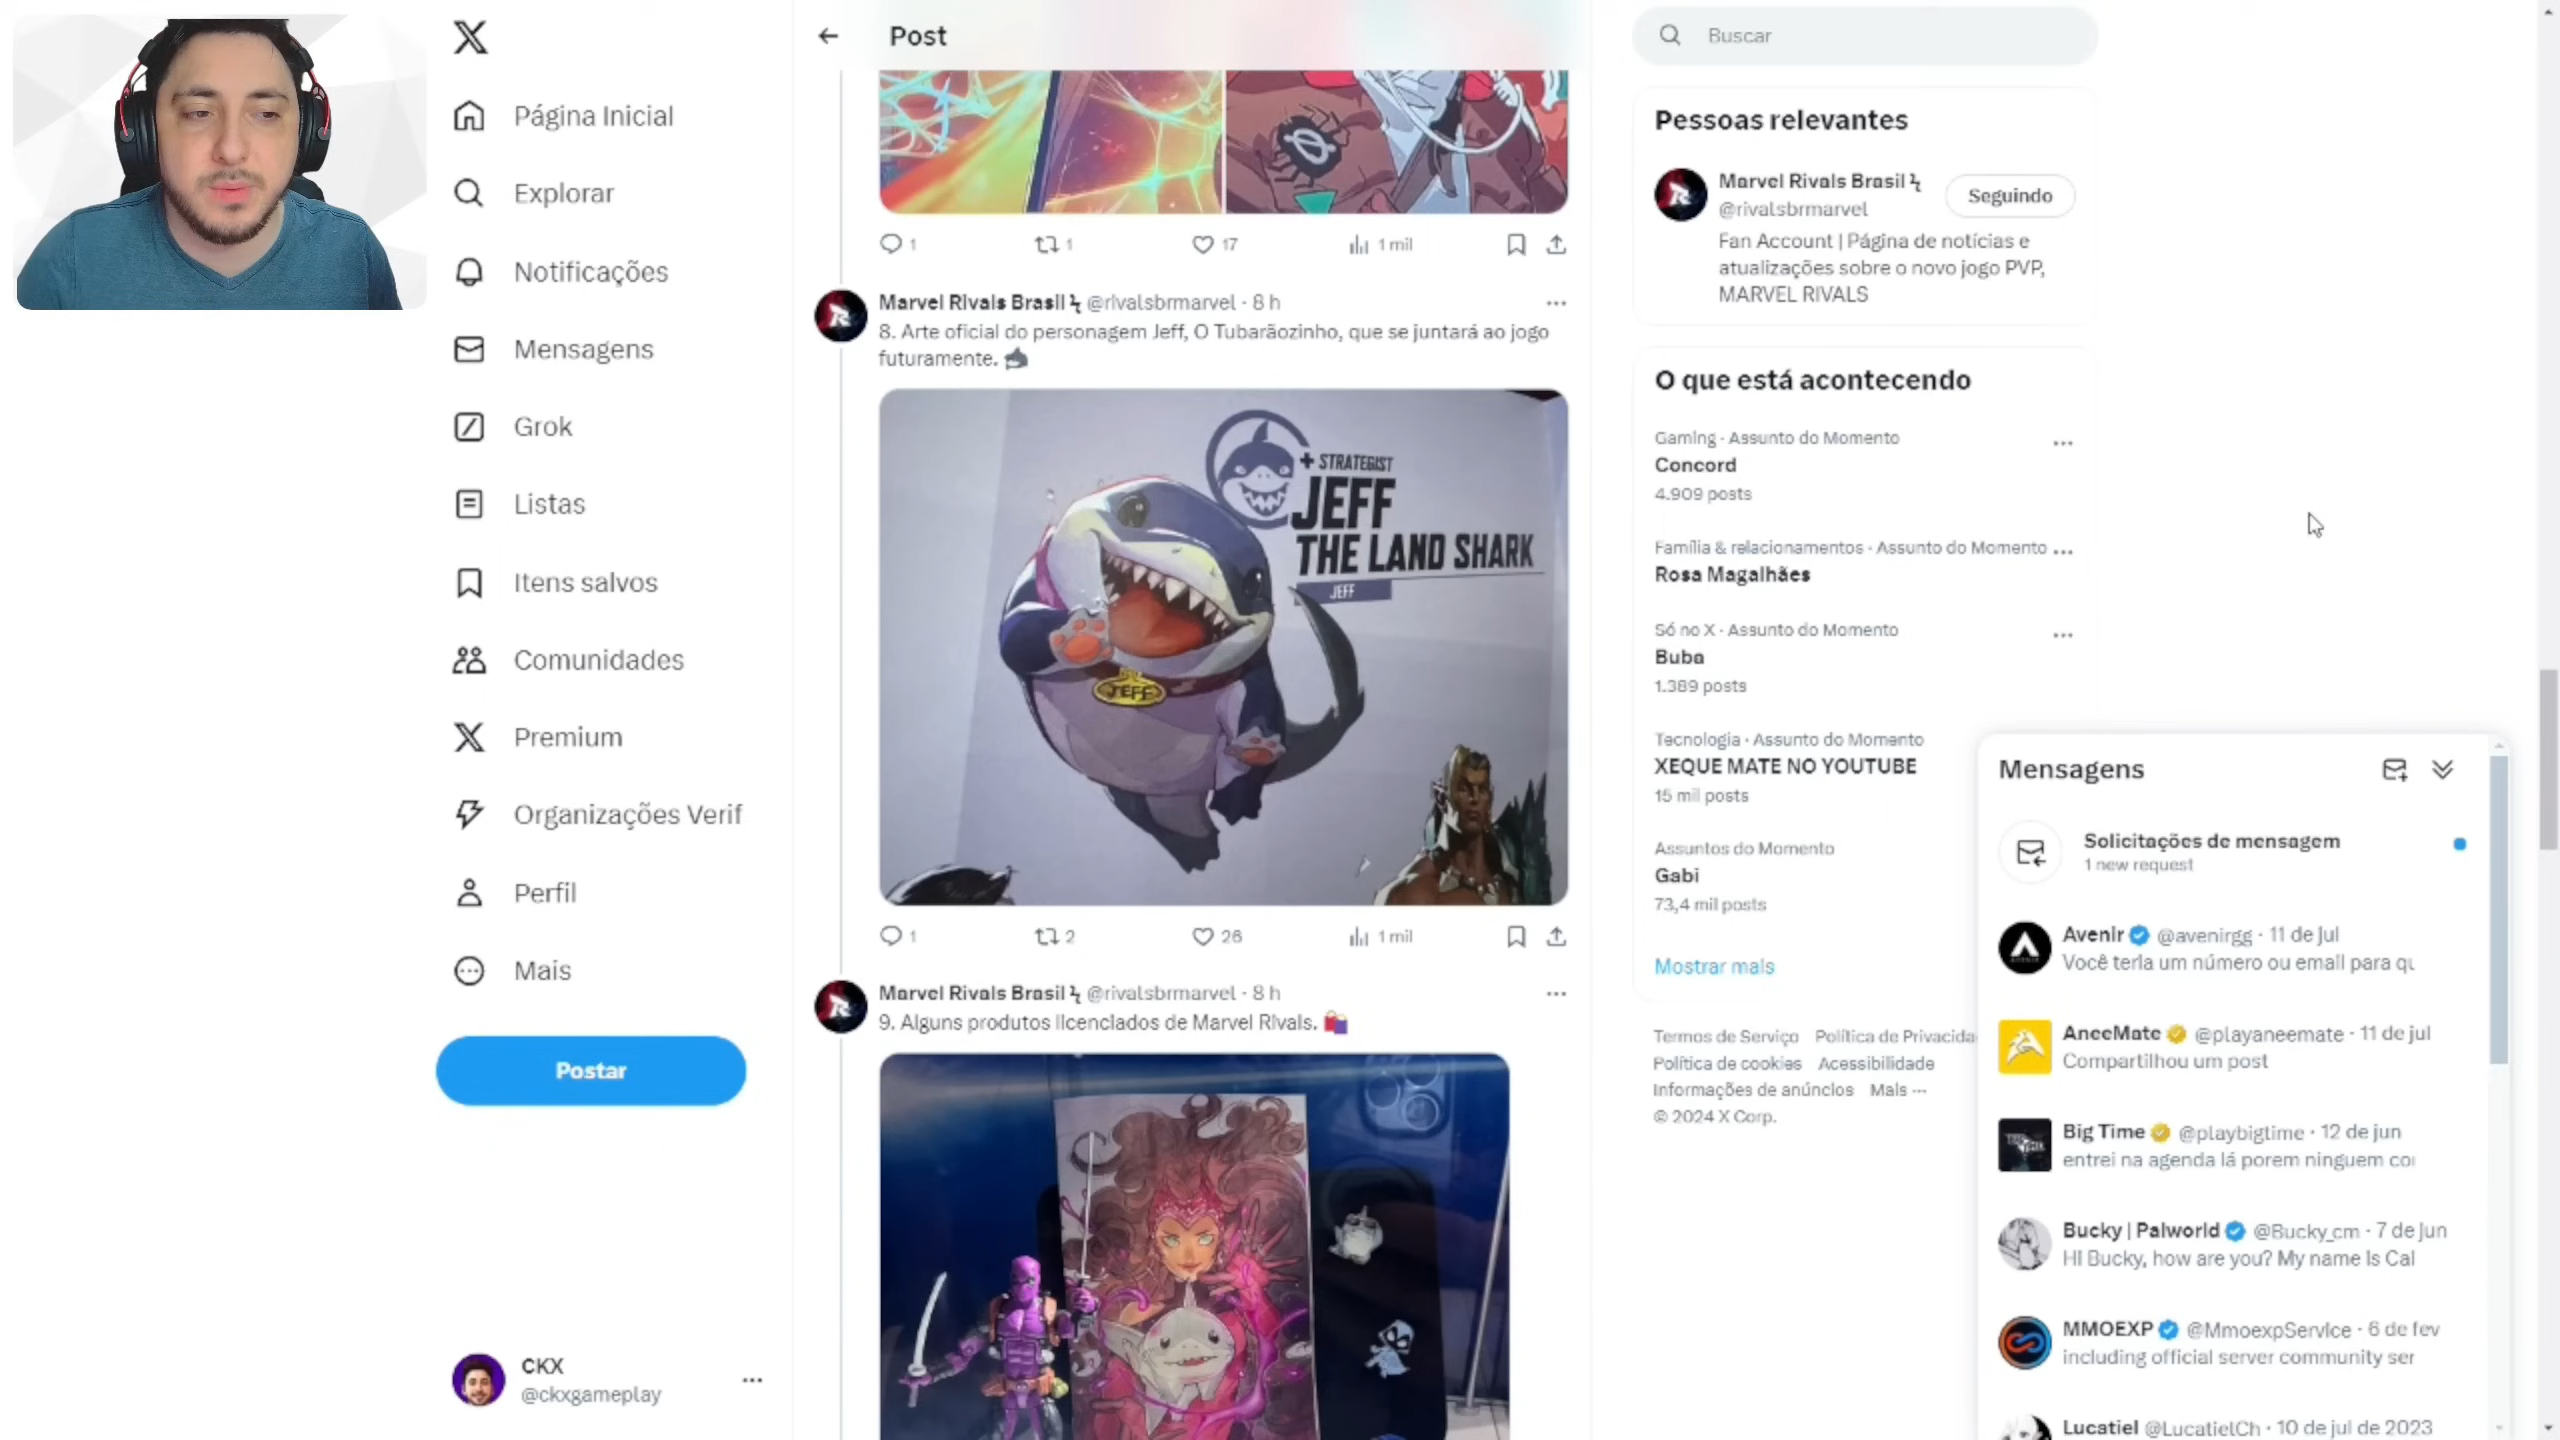 Página Inicial
Explorar
Notificações
Mensagens
Grok
Listas
Itens salvos
Comunidades
Premium
Organizações Verif
Perfil
Mais
Postar
CKX
@ckxgameplay
Post
1
1
17
1 mil
Marvel Rivals Brasil @rivalsbrmarvel · 8 h
8. Arte oficial do personagem Jeff, O Tubarãozinho, que se juntará ao jogo
futuramente.
+ STRATEGIST
JEFF
THE LAND SHARK
JEFF
JEFF
1
2
26
1 mil
Marvel Rivals Brasil @rivalsbrmarvel · 8 h
9. Alguns produtos licenciados de Marvel Rivals.
Buscar
Pessoas relevantes
Marvel Rivals Brasil
@rivalsbrmarvel
Seguindo
Fan Account | Página de notícias e
atualizações sobre o novo jogo PVP,
MARVEL RIVALS
O que está acontecendo
Gaming · Assunto do Momento
Concord
4.909 posts
Família & relacionamentos · Assunto do Momento
Rosa Magalhães
Só no X · Assunto do Momento
Buba
1.389 posts
Tecnologia · Assunto do Momento
XEQUE MATE NO YOUTUBE
15 mil posts
Assuntos do Momento
Gabi
73,4 mil posts
Mostrar mais
Termos de Serviço Política de Privacida
Política de cookies Acessibilidade
Informações de anúncios Mais ...
© 2024 X Corp.
Mensagens
Solicitações de mensagem
1 new request
Avenir @avenirgg · 11 de jul
Você teria um número ou email para qu
AneeMate @playaneemate · 11 de jul
Compartilhou um post
Big Time @playbigtime · 12 de jun
entrei na agenda lá porem ninguem co
Bucky | Palworld @Bucky_cm · 7 de jun
Hi Bucky, how are you? My name is Cal
MMOEXP @MmoexpService · 6 de fev
including official server community ser
Lucatiel @LucatielCh · 10 de jul de 2023